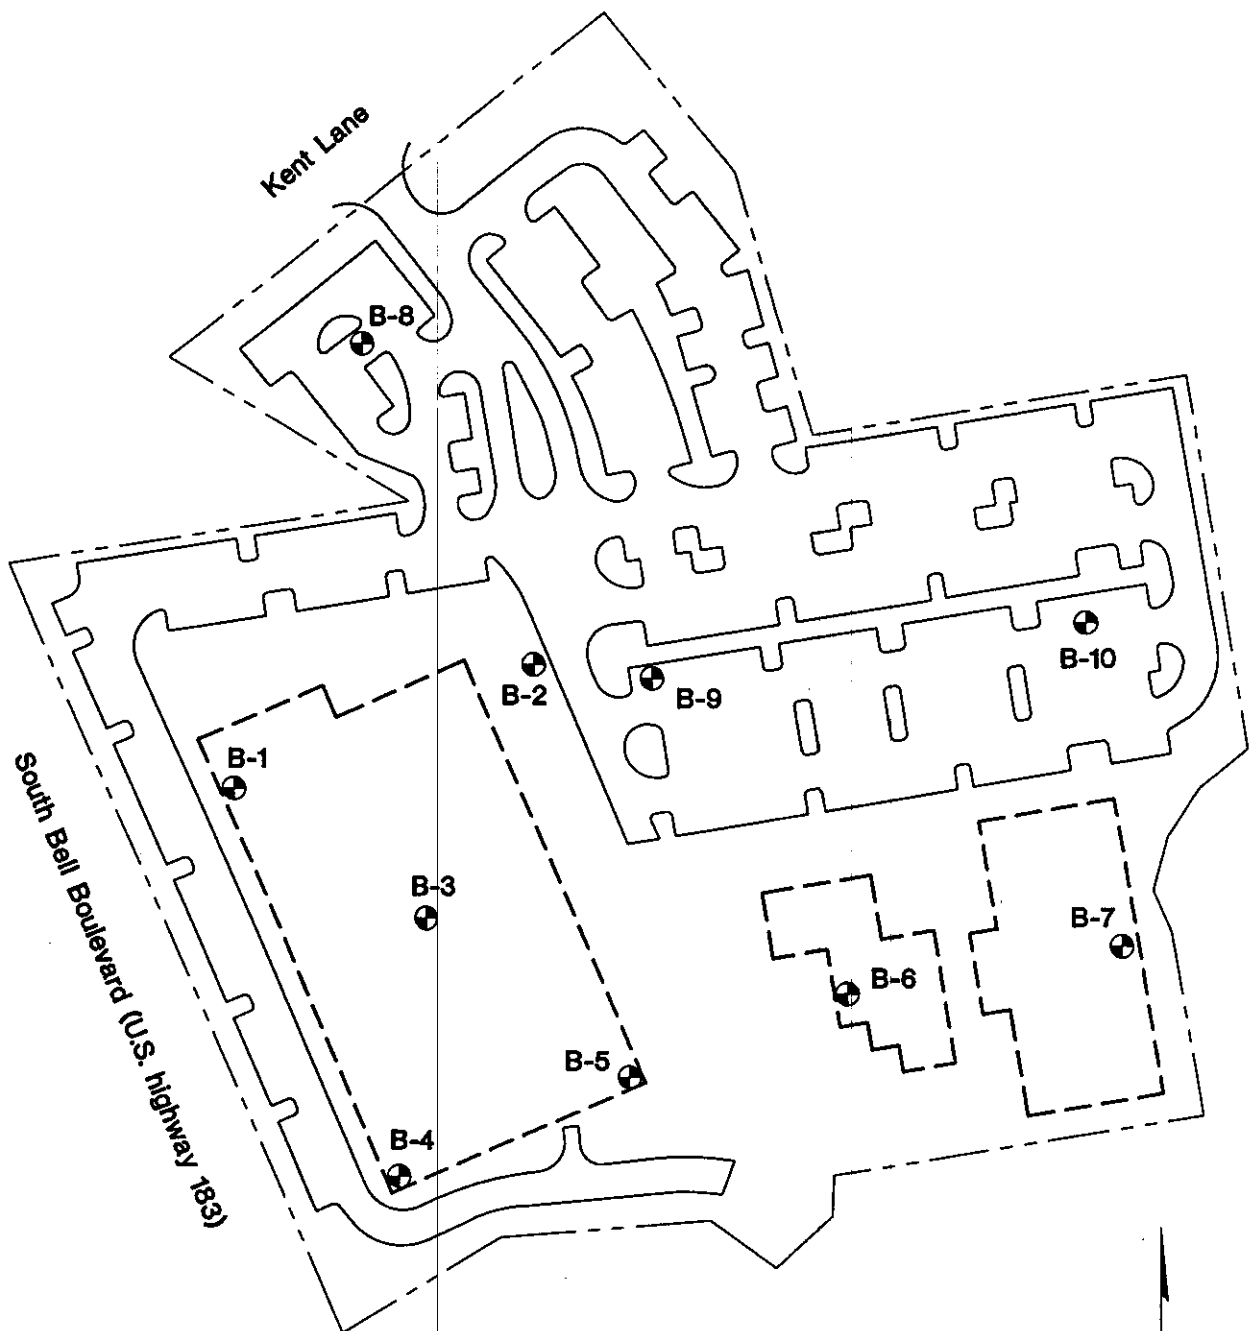 Kent Lane
B-8
B-2
B-9
B-10
B-1
B-3
B-7
B-6
B-5
B-4
South Bell Boulevard (U.S. highway 183)